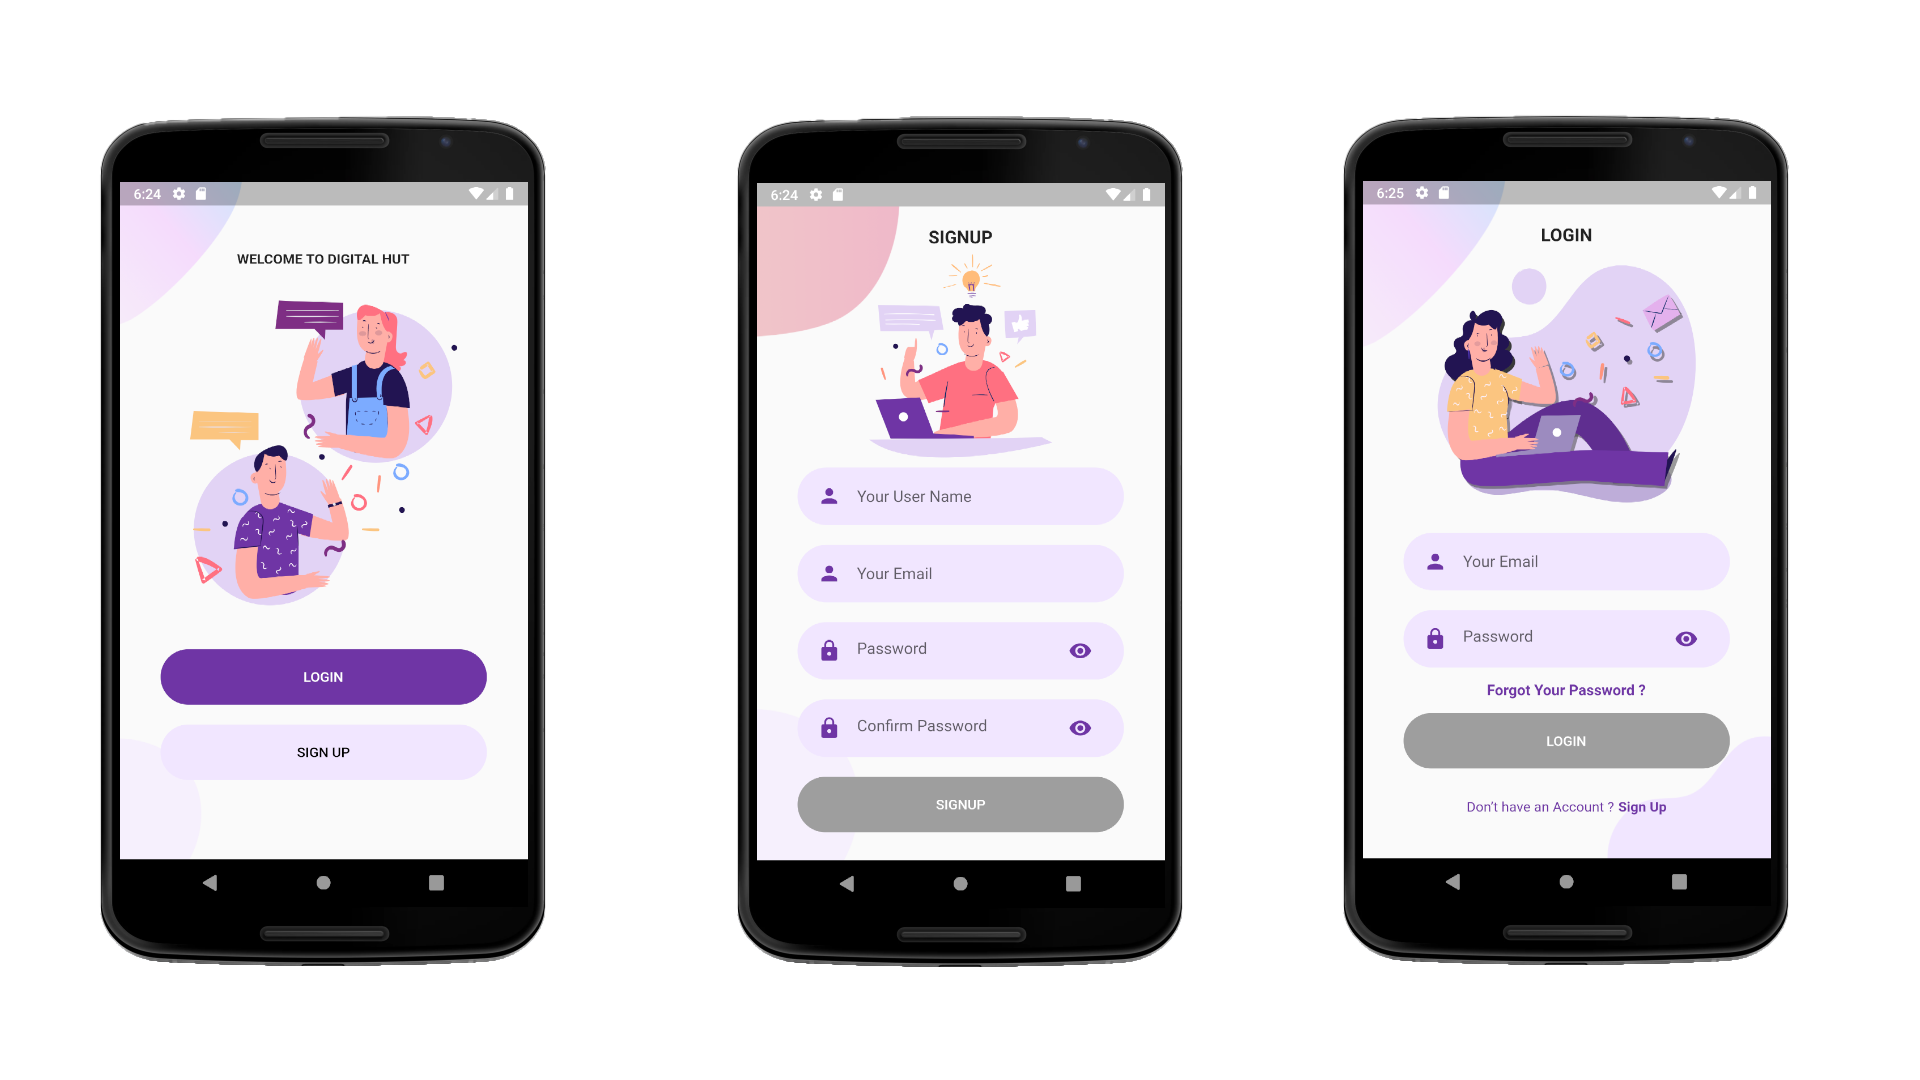 6:24
WELCOME TO DIGITAL HUT
LOGIN
SIGN UP
6:24
SIGNUP
Your User Name
Your Email
Password
Confirm Password
SIGNUP
6:25
LOGIN
Your Email
Password
Forgot Your Password ?
LOGIN
Don't have an Account ? Sign Up